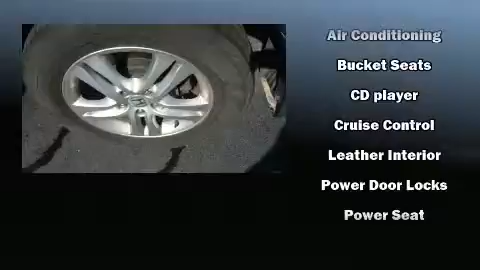 Air Conditioning
Bucket Seats
CD player
Cruise Control
Leather Interior
Power Door Locks
Power Seat